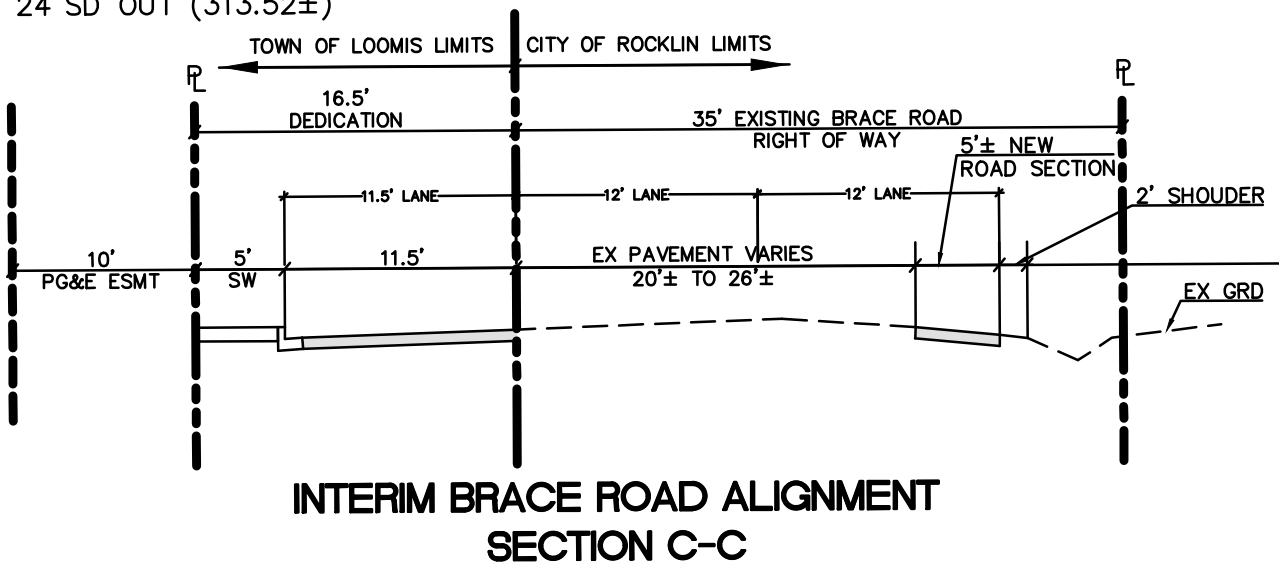 24 SD OUT (313.52±)
TOWN OF LOOMIS LIMITS
CITY OF ROCKLIN LIMITS
PL
PL
16.5'
DEDICATION
35' EXISTING BRACE ROAD
RIGHT OF WAY
5'± NEW
ROAD SECTION
11.5' LANE
12' LANE
12' LANE
2' SHOUDER
10'
PG&E ESMT
5'
SW
11.5'
EX PAVEMENT VARIES
20'± TO 26'±
EX GRD
INTERIM BRACE ROAD ALIGNMENT
SECTION C-C